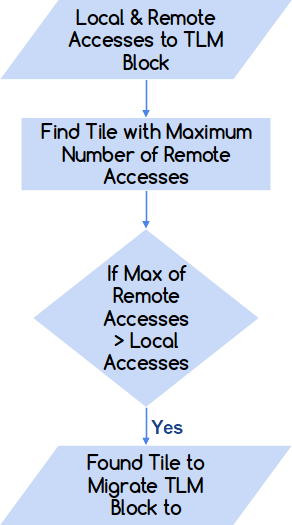 Local & Remote
Accesses to TLM
Block
Find Tile with Maximum
Number of Remote
Accesses
If Max of
Remote
Accesses
> Local
Accesses
Yes
Found Tile to
Migrate TLM
Block to